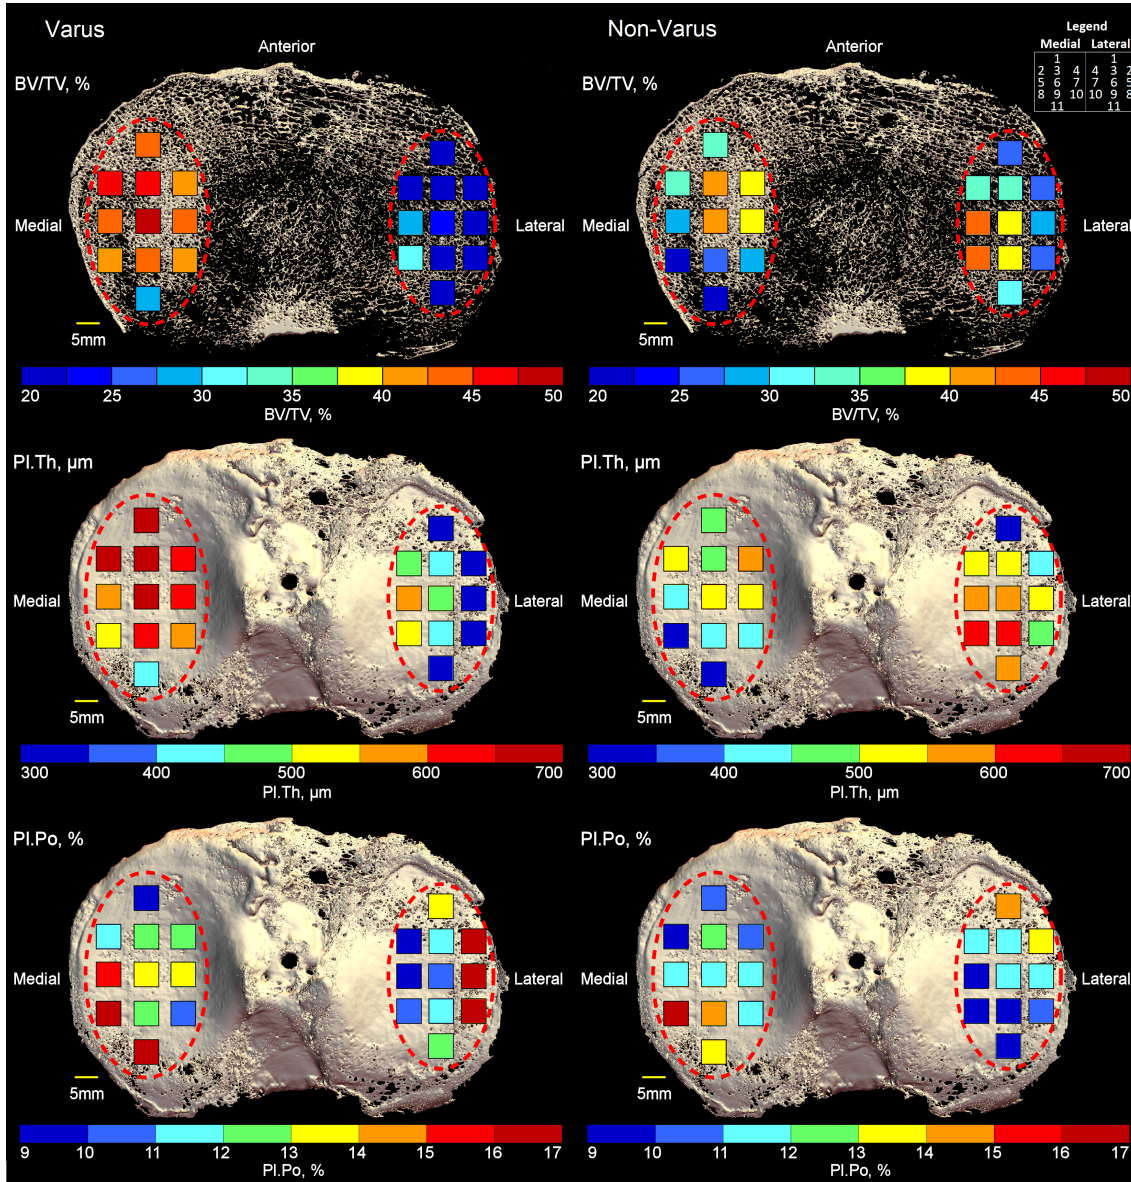 Varus
Non-Varus
Legend
Medial Lateral
1 1
2 3 4 4 3 2
5 6 7 7 6 5
8 9 10 10 9 8
11 11
Anterior
Anterior
BV/TV, %
BV/TV, %
Medial
Lateral
Medial
Lateral
5mm
5mm
20 25 30 35 40 45 50
BV/TV, %
20 25 30 35 40 45 50
BV/TV, %
Pl.Th, µm
Pl.Th, µm
Medial
Lateral
Medial
Lateral
5mm
5mm
300 400 500 600 700
Pl.Th, µm
300 400 500 600 700
Pl.Th, µm
Pl.Po, %
Pl.Po, %
Medial
Lateral
Medial
Lateral
5mm
5mm
9 10 11 12 13 14 15 16 17
Pl.Po, %
9 10 11 12 13 14 15 16 17
Pl.Po, %